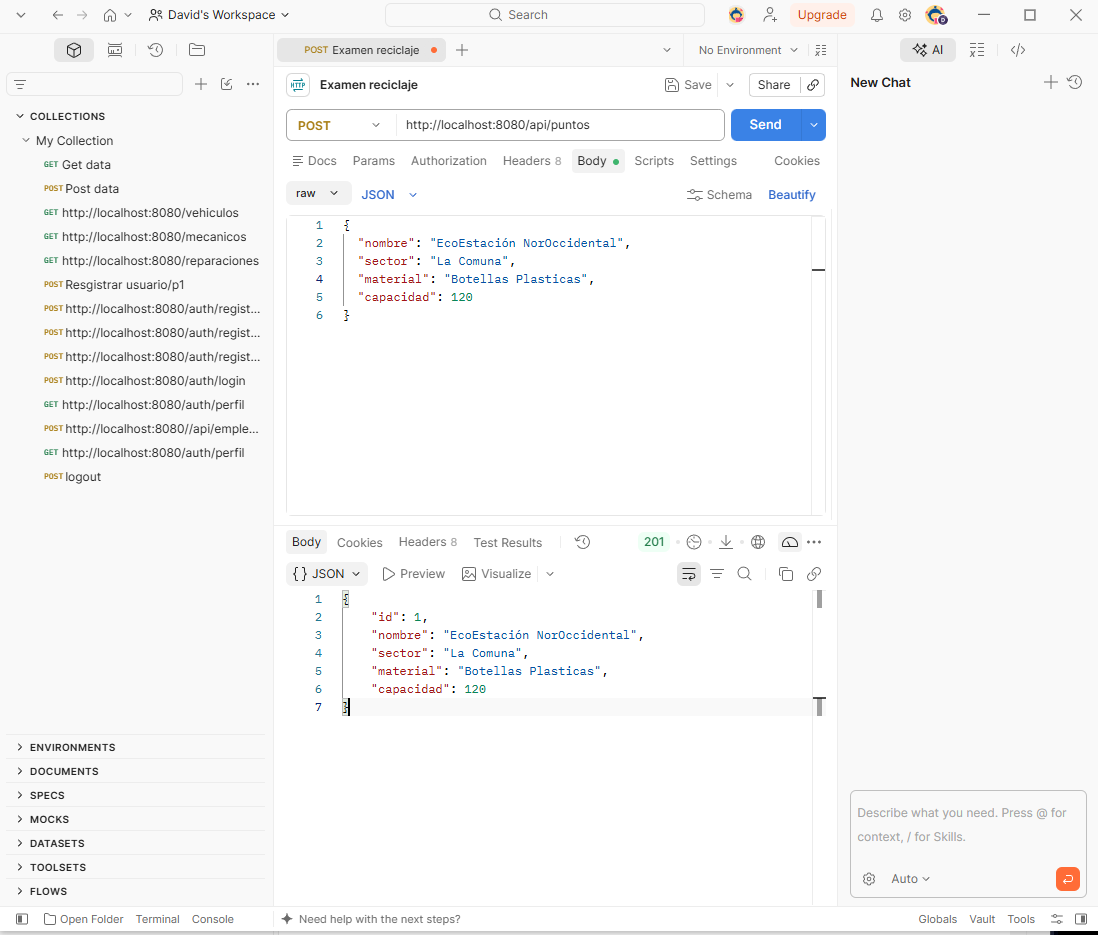 David's Workspace
Search
Upgrade
POST Examen reciclaje
No Environment
AI
HTTP Examen reciclaje
Save
Share
New Chat
COLLECTIONS
My Collection
GET Get data
POST Post data
GET http://localhost:8080/vehiculos
GET http://localhost:8080/mecanicos
GET http://localhost:8080/reparaciones
POST Resgistrar usuario/p1
POST http://localhost:8080/auth/regist...
POST http://localhost:8080/auth/regist...
POST http://localhost:8080/auth/regist...
POST http://localhost:8080/auth/login
GET http://localhost:8080/auth/perfil
POST http://localhost:8080//api/emple...
GET http://localhost:8080/auth/perfil
POST logout
ENVIRONMENTS
DOCUMENTS
SPECS
MOCKS
DATASETS
TOOLSETS
FLOWS
POST http://localhost:8080/api/puntos Send
Docs Params Authorization Headers 8 Body Scripts Settings Cookies
raw JSON Schema Beautify
1 {
2 "nombre": "EcoEstación NorOccidental",
3 "sector": "La Comuna",
4 "material": "Botellas Plasticas",
5 "capacidad": 120
6 }
Body Cookies Headers 8 Test Results 201
{} JSON Preview Visualize
1 {
2 "id": 1,
3 "nombre": "EcoEstación NorOccidental",
4 "sector": "La Comuna",
5 "material": "Botellas Plasticas",
6 "capacidad": 120
7 }
Describe what you need. Press @ for
context, / for Skills.
Auto
Open Folder Terminal Console
Need help with the next steps?
Globals Vault Tools